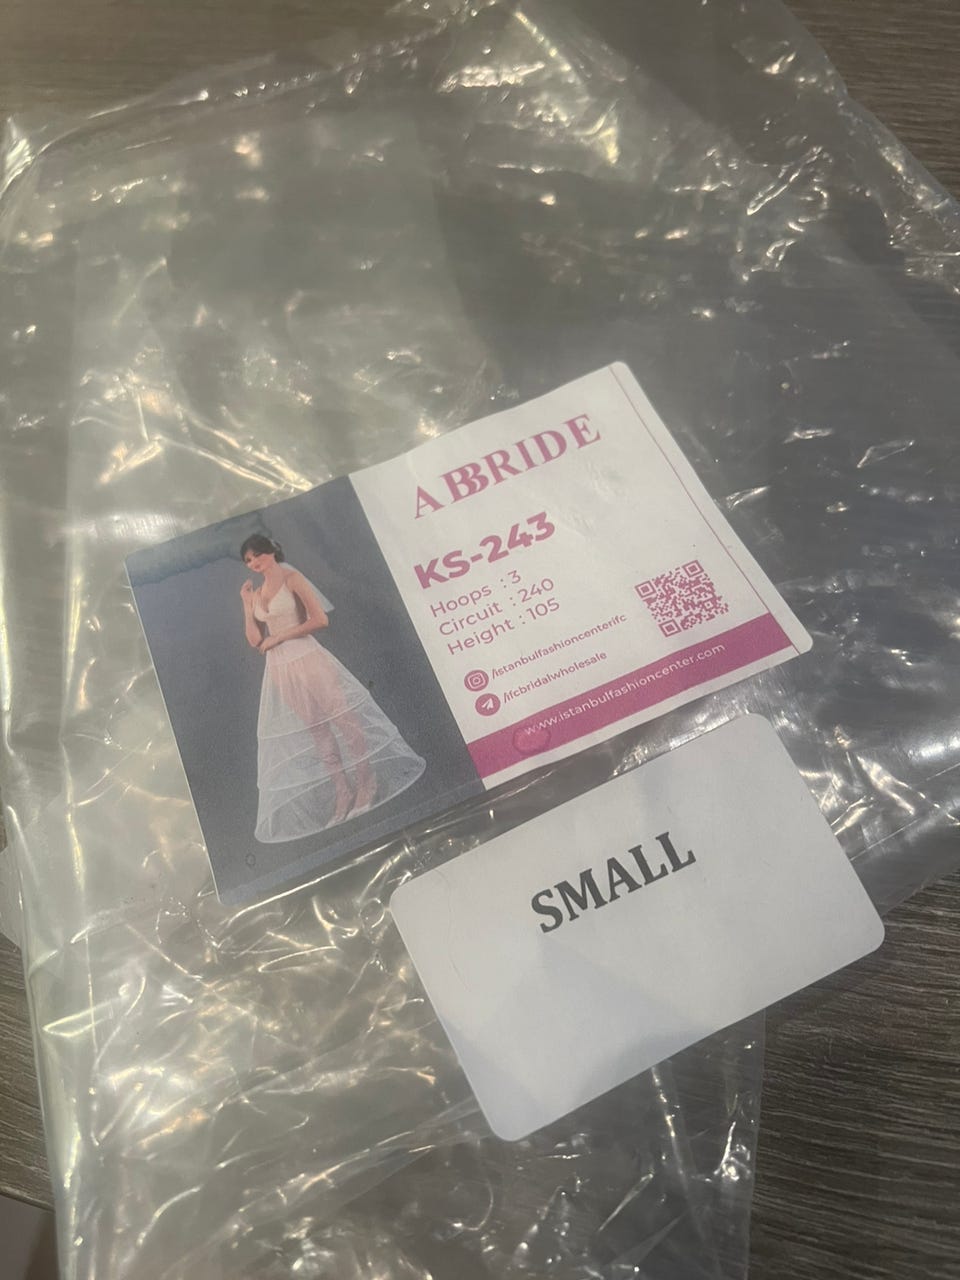 ABBRIDE
KS-243
Hoops : 3
Circuit : 240
Height : 105
/istanbulfashioncenterifc
/ifcbridalwholesale
www.istanbulfashioncenter.com
SMALL